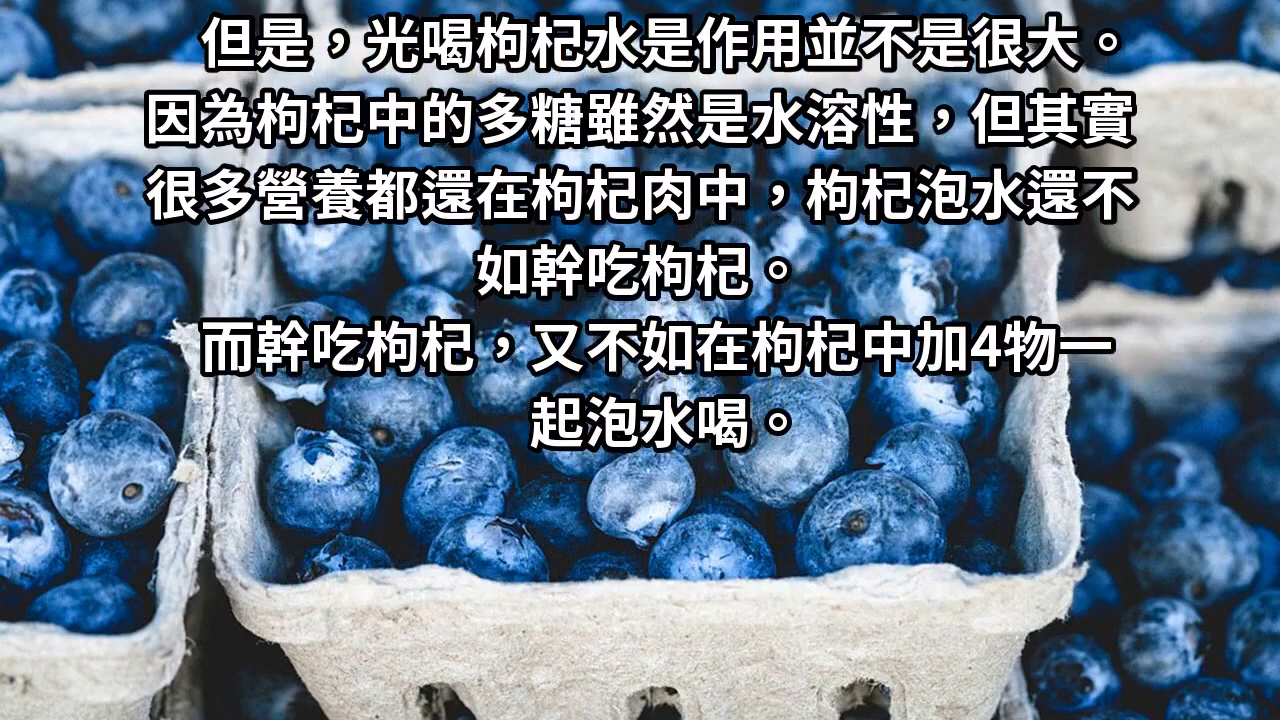 但是，光喝枸杞水是作用並不是很大。
因為枸杞中的多糖雖然是水溶性，但其實
很多營養都還在枸杞肉中，枸杞泡水還不
如幹吃枸杞。
而幹吃枸杞，又不如在枸杞中加4物一
起泡水喝。